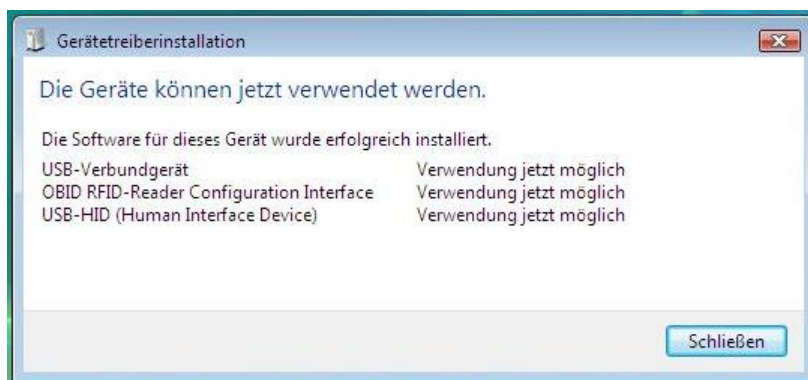 Gerätetreiberinstallation
Die Geräte können jetzt verwendet werden.
Die Software für dieses Gerät wurde erfolgreich installiert.
USB-Verbundgerät Verwendung jetzt möglich
OBID RFID-Reader Configuration Interface Verwendung jetzt möglich
USB-HID (Human Interface Device) Verwendung jetzt möglich
Schließen